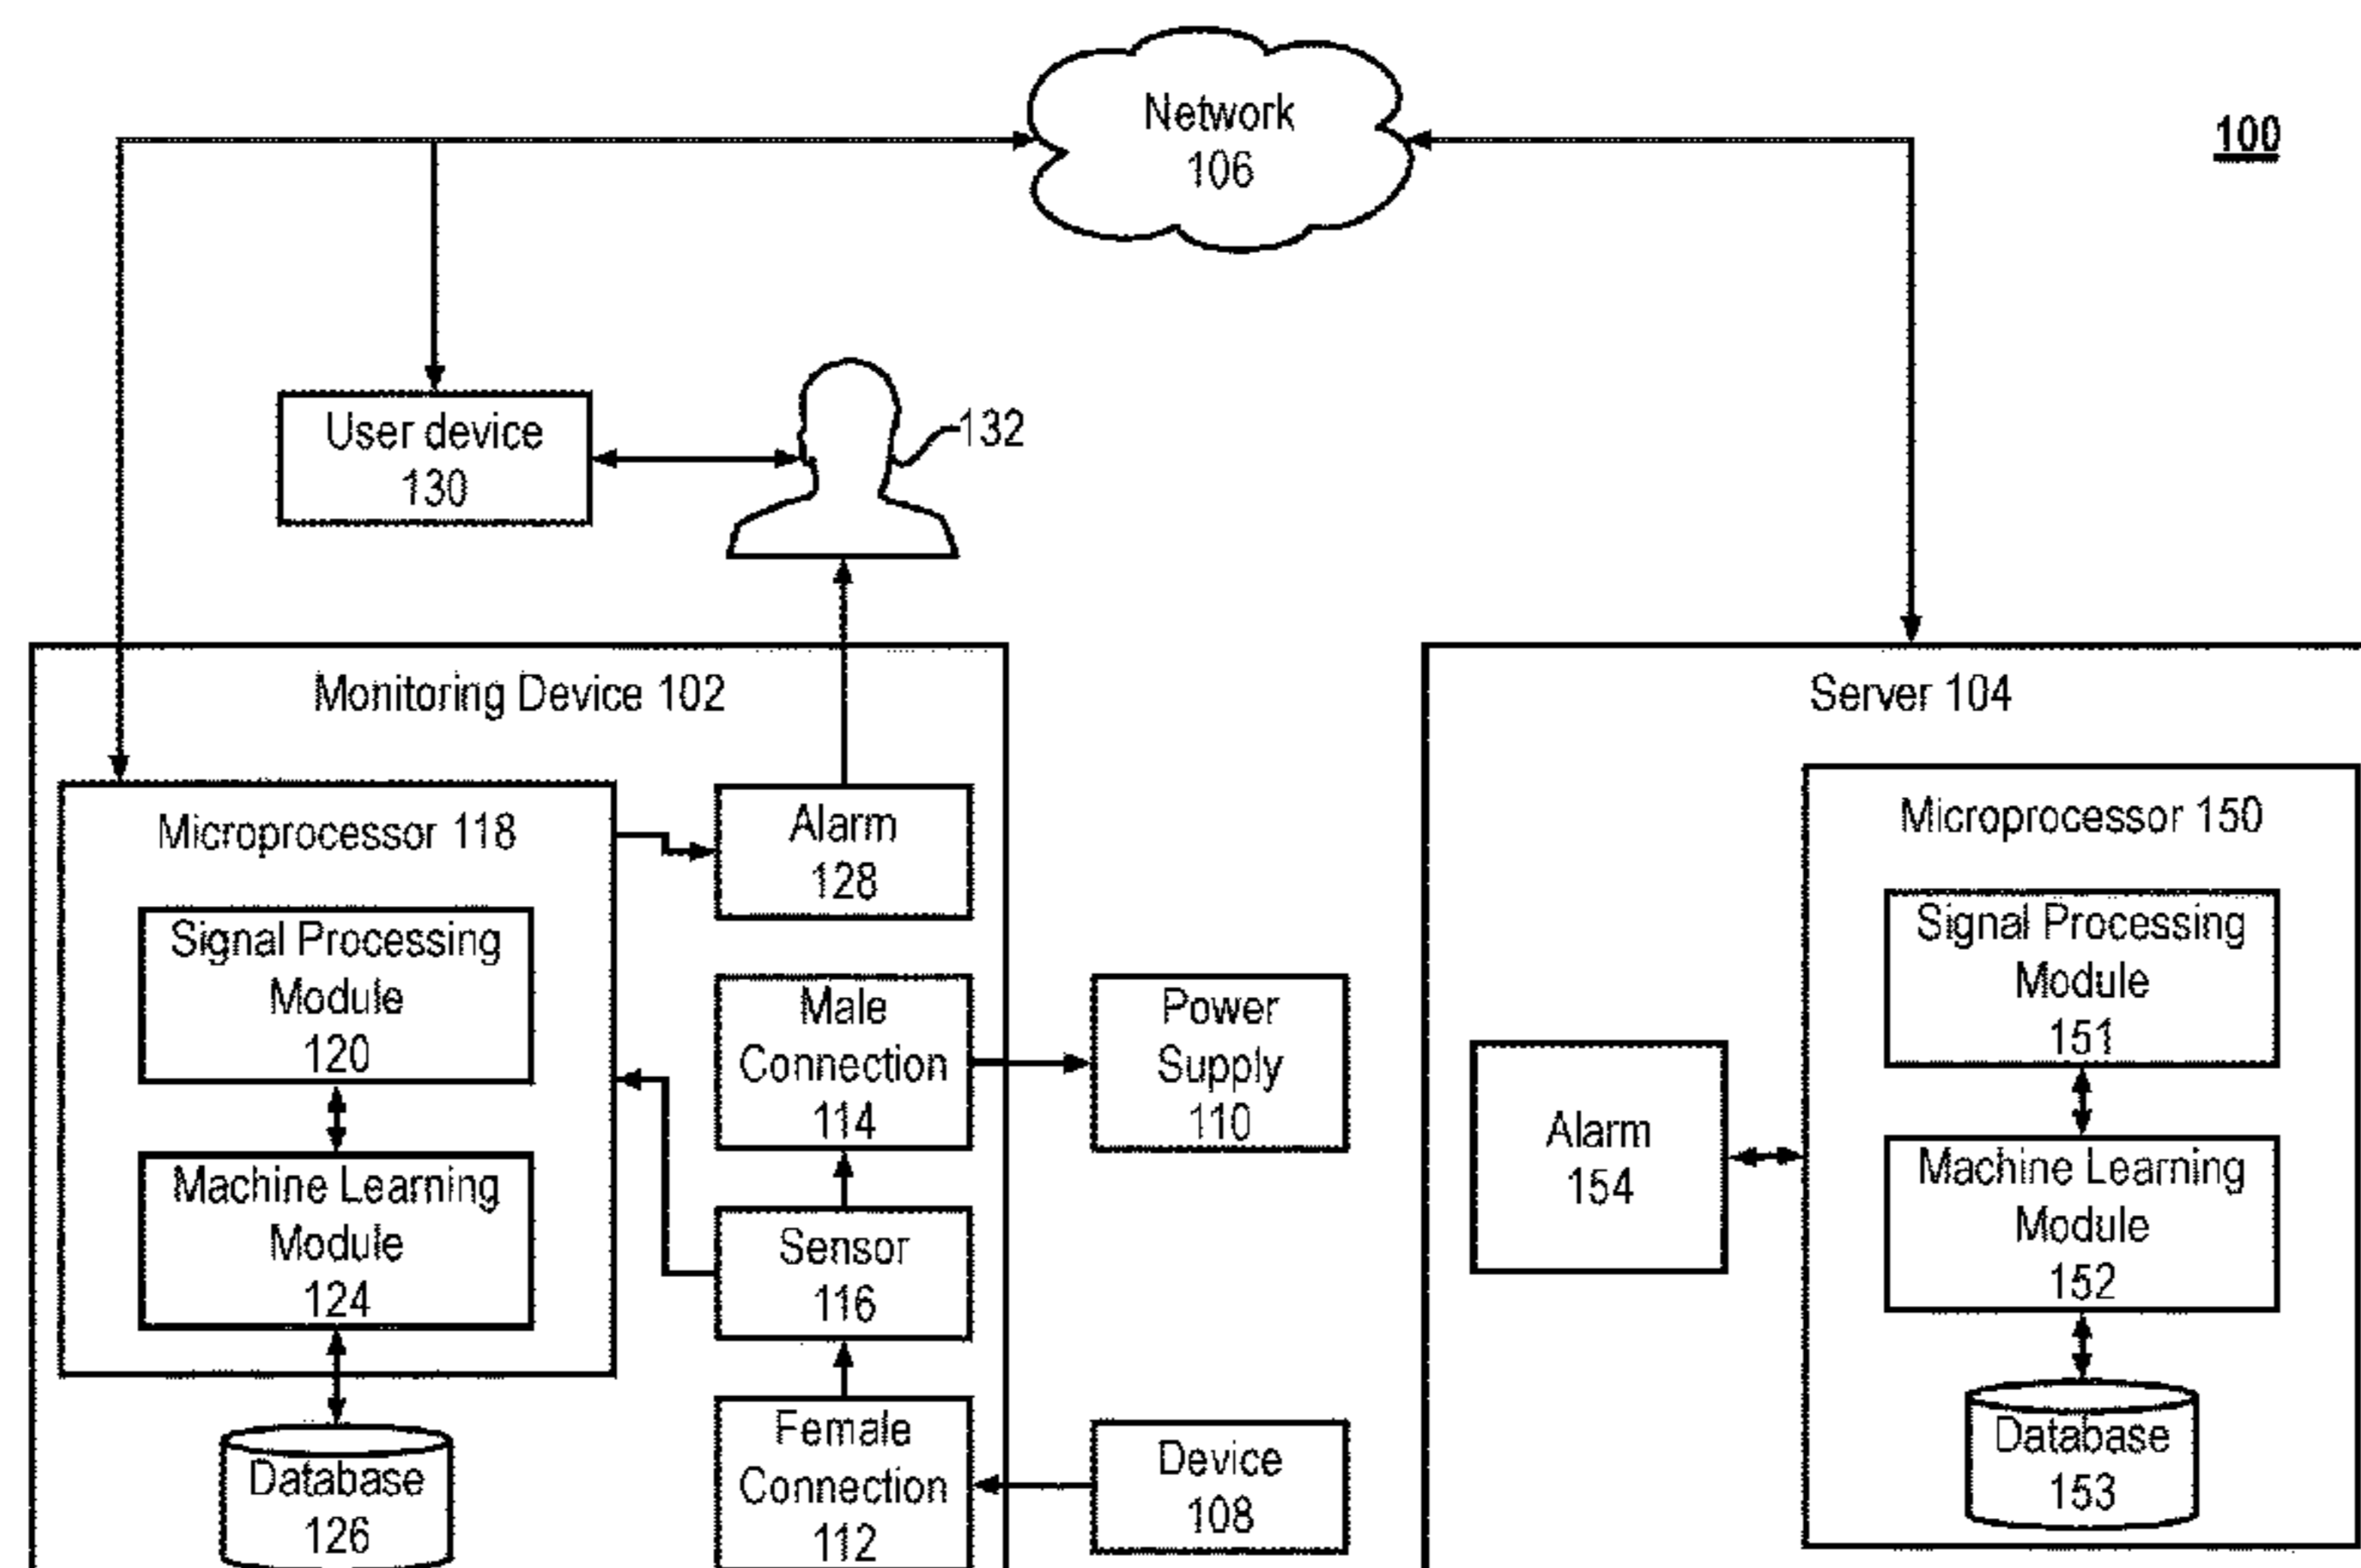 Network
106
100
User device
130
132
Monitoring Device 102
Server 104
Microprocessor 118
Alarm
128
Microprocessor 150
Signal Processing
Module
120
Signal Processing
Module
151
Male
Connection
114
Power
Supply
110
Alarm
154
Machine Learning
Module
124
Machine Learning
Module
152
Sensor
116
Database
126
Female
Connection
112
Device
108
Database
153